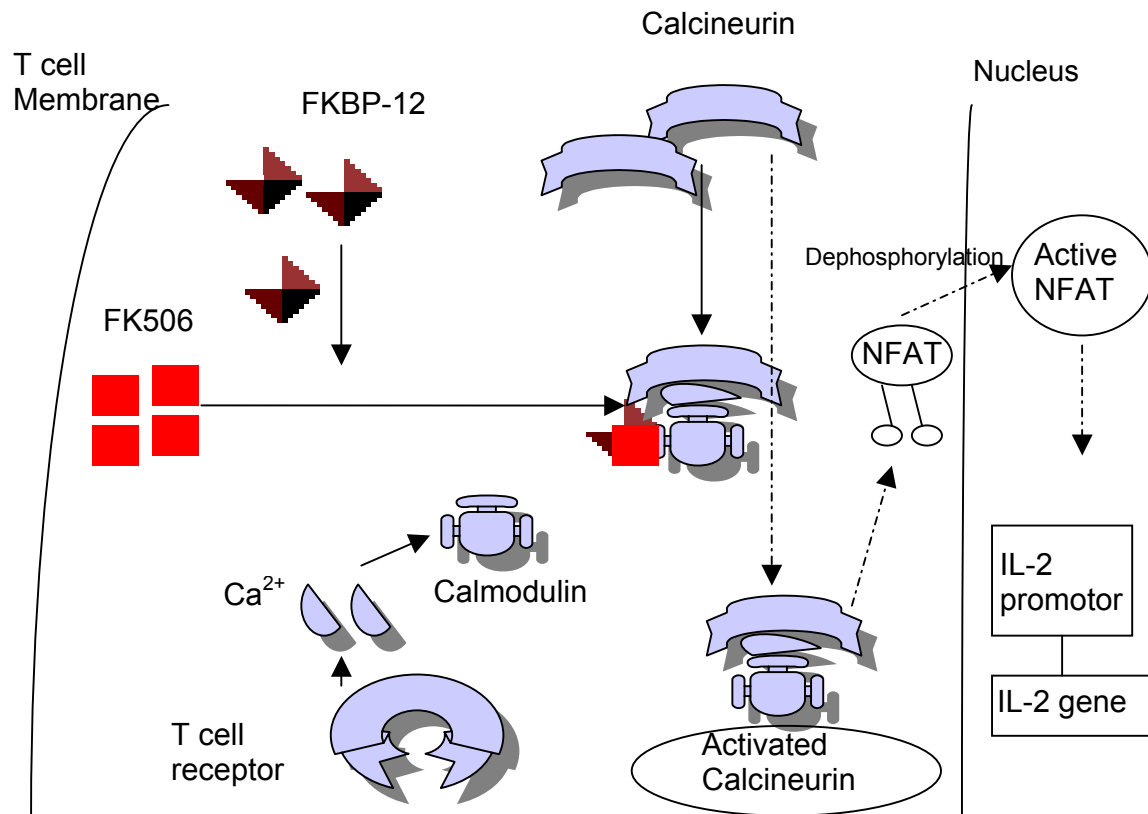 Calcineurin
T cell
Membrane
Nucleus
FKBP-12
Dephosphorylation
Active
NFAT
FK506
NFAT
Ca²⁺
Calmodulin
IL-2
promotor
IL-2 gene
T cell
receptor
Activated
Calcineurin